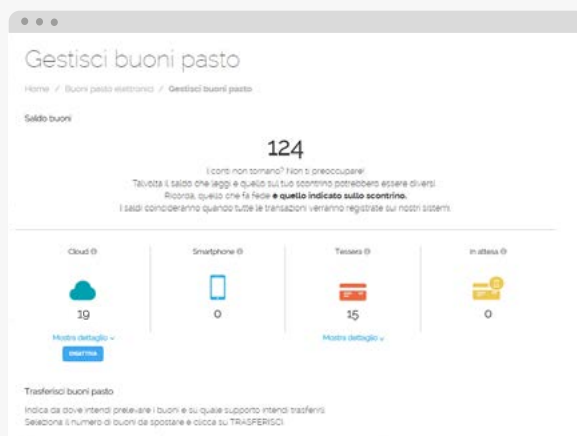 Gestisci buoni pasto
Home / Buoni pasto elettronici / Gestisci buoni pasto
Saldo buoni
124
I conti non tornano? Non ti preoccupare!
Talvolta il saldo che leggi e quello sul tuo scontrino potrebbero essere diversi.
Ricorda, quello che fa fede è quello indicato sullo scontrino.
I saldi coincideranno quando tutte le transazioni verranno registrate sui nostri sistemi.
Cloud Smartphone Tessera In attesa
19 0 15 0
Mostra dettaglio Mostra dettaglio
DISATTIVA
Trasferisci buoni pasto
Indica da dove intendi prelevare i buoni e su quale supporto intendi trasferirli
Seleziona il numero di buoni da spostare e clicca su TRASFERISCI